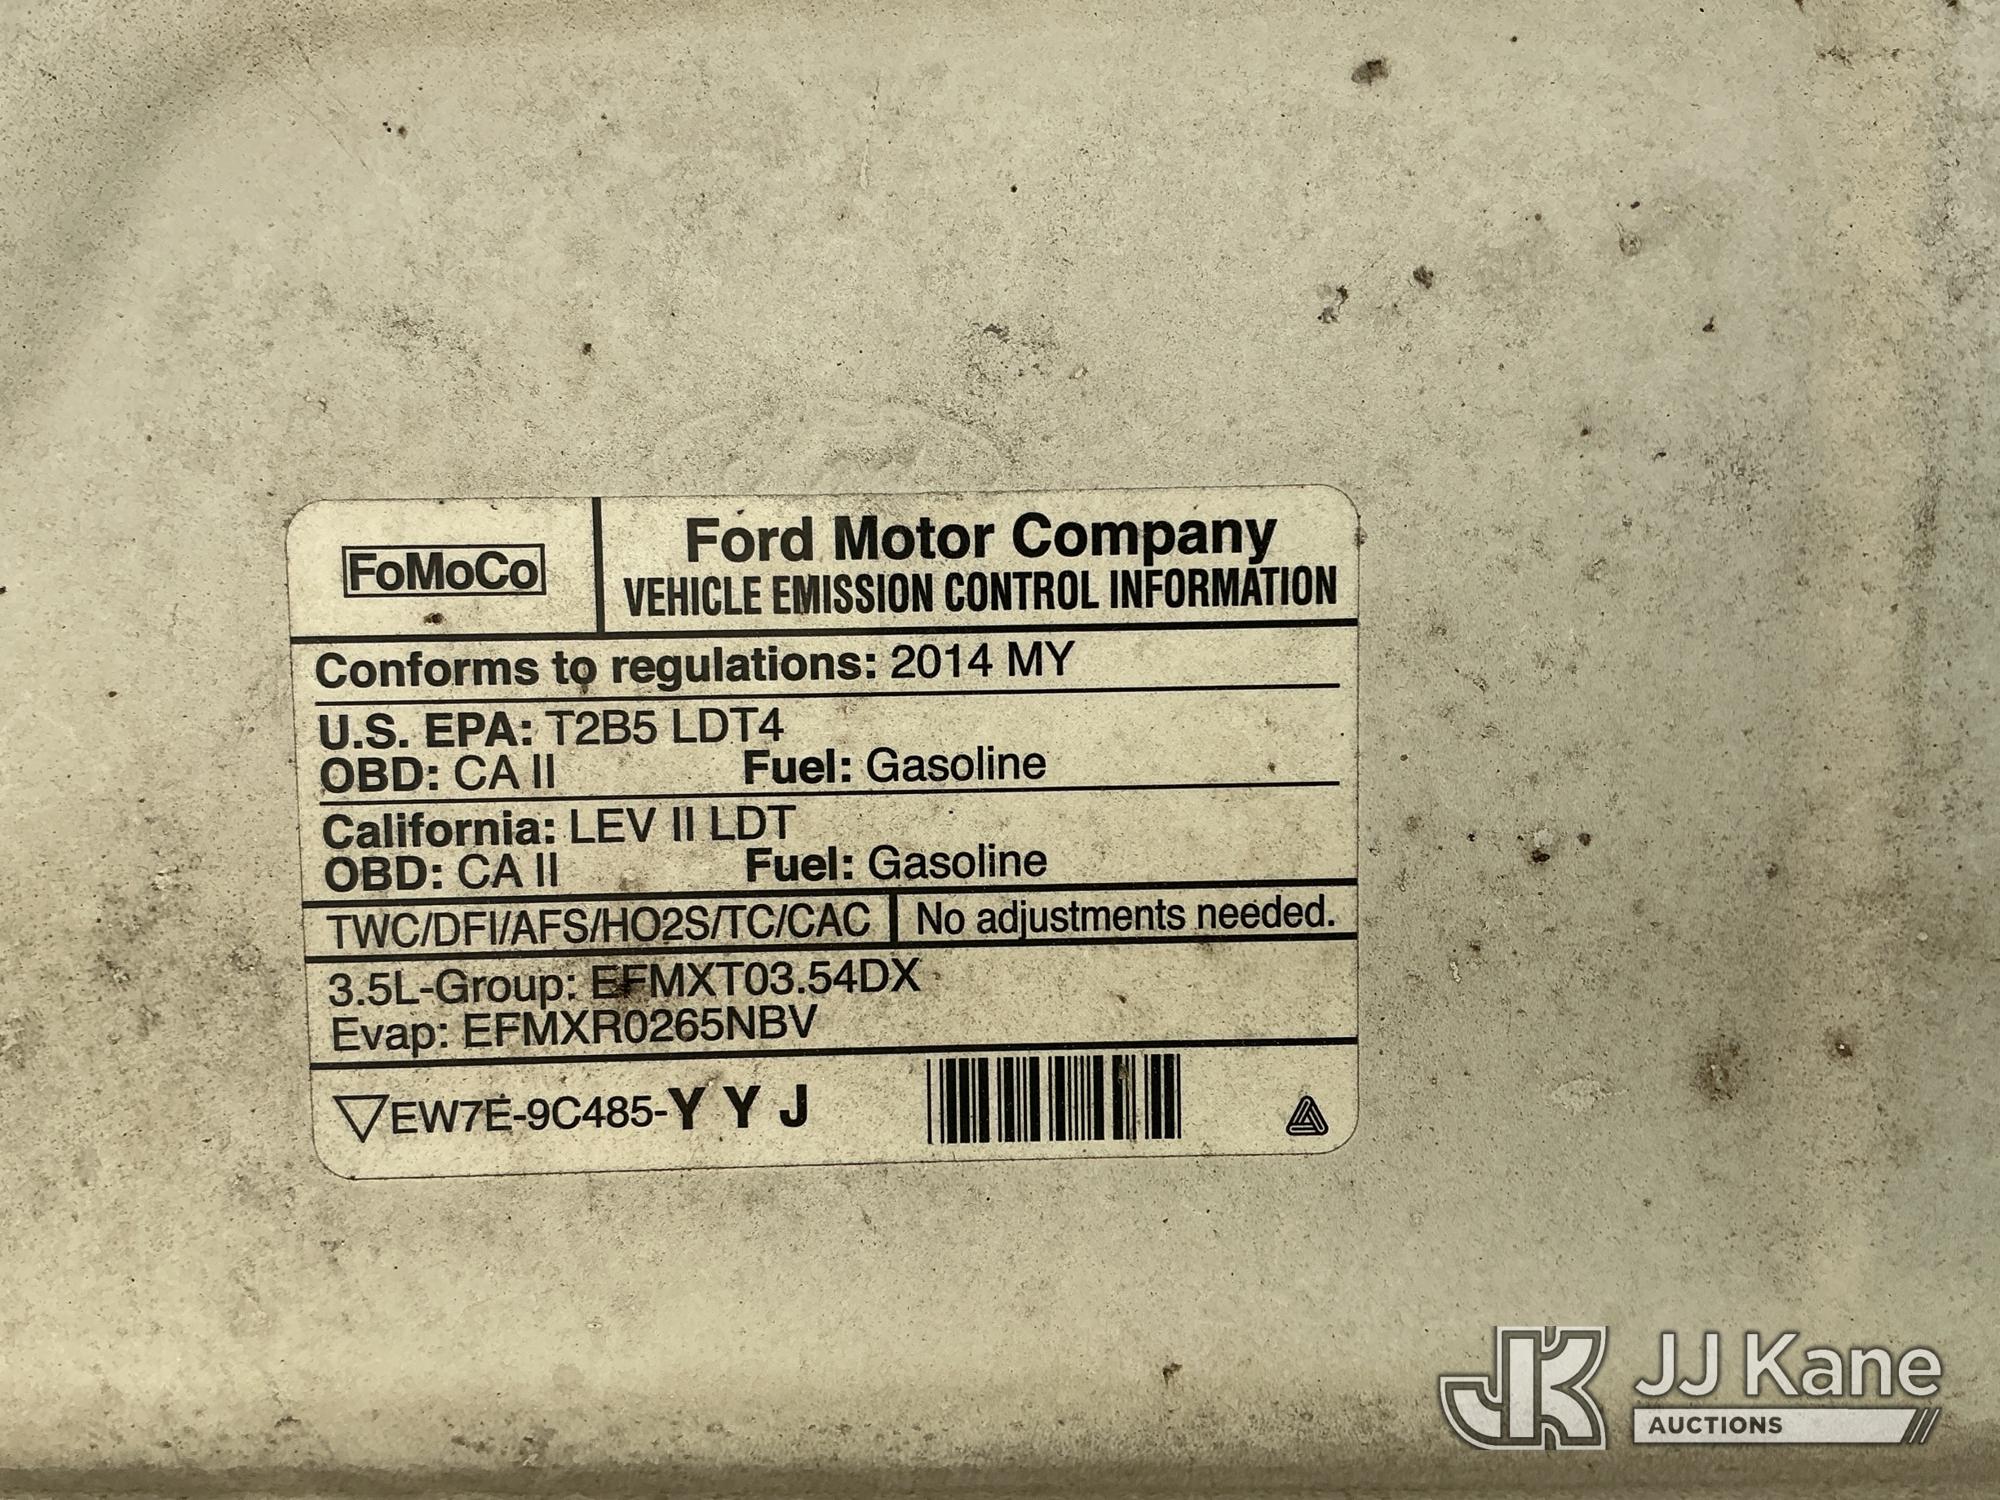 FoMoCo
Ford Motor Company
VEHICLE EMISSION CONTROL INFORMATION
Conforms to regulations: 2014 MY
U.S. EPA: T2B5 LDT4
OBD: CA II Fuel: Gasoline
California: LEV II LDT
OBD: CA II Fuel: Gasoline
TWC/DFI/AFS/HO2S/TC/CAC No adjustments needed.
3.5L-Group: EFMXT03.54DX
Evap: EFMXR0265NBV
EW7E-9C485-Y Y J
JK JJ Kane
AUCTIONS